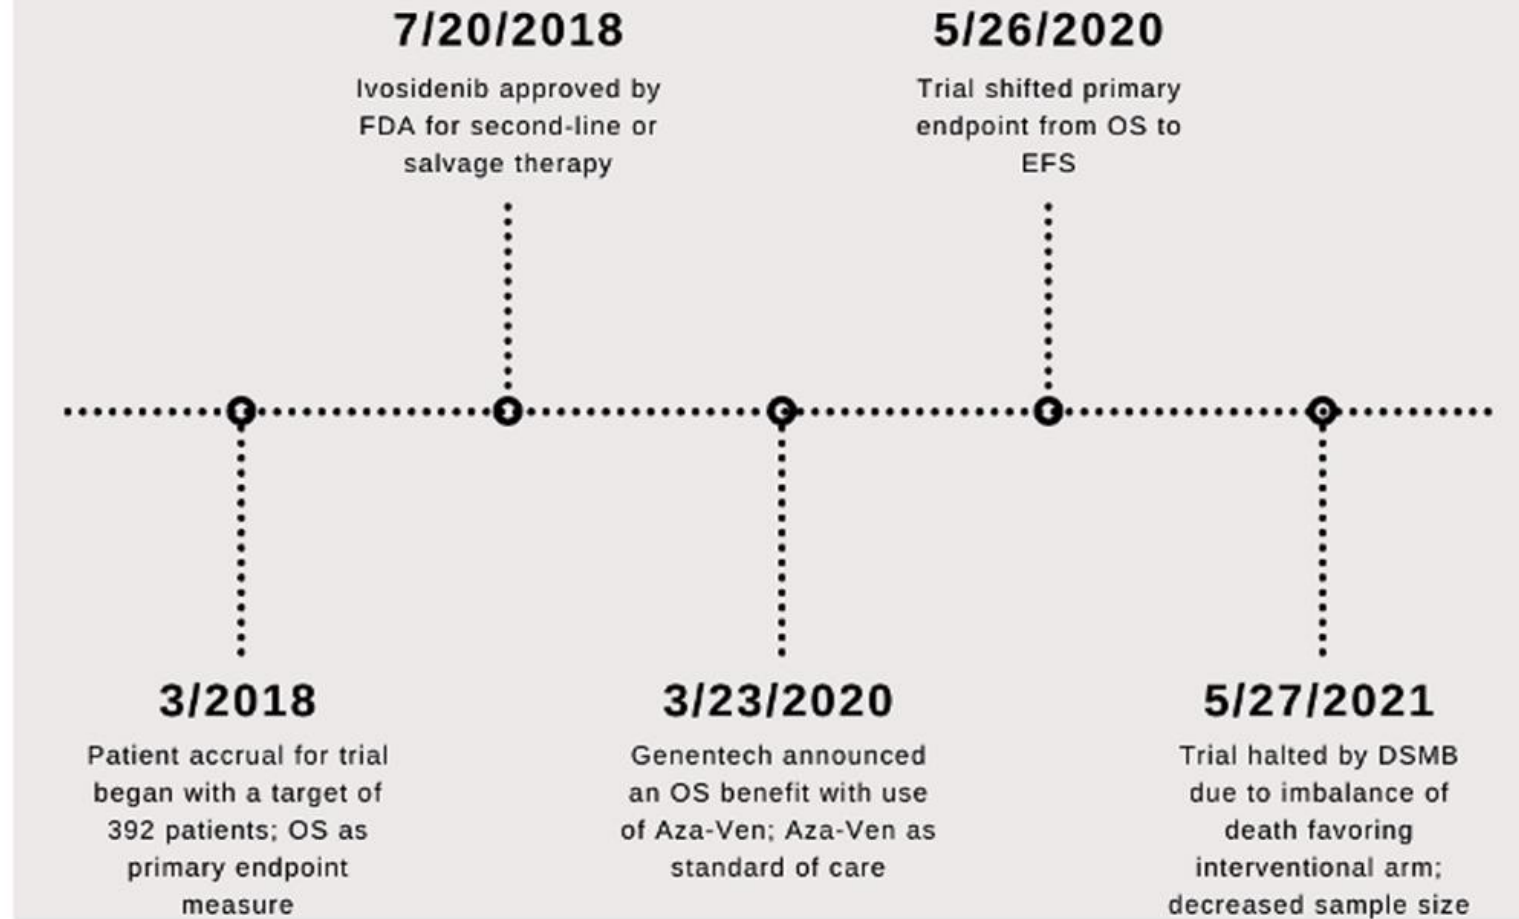 7/20/2018
Ivosidenib approved by
FDA for second-line or
salvage therapy
5/26/2020
Trial shifted primary
endpoint from OS to
EFS
3/2018
Patient accrual for trial
began with a target of
392 patients; OS as
primary endpoint
measure
3/23/2020
Genentech announced
an OS benefit with use
of Aza-Ven; Aza-Ven as
standard of care
5/27/2021
Trial halted by DSMB
due to imbalance of
death favoring
interventional arm;
decreased sample size